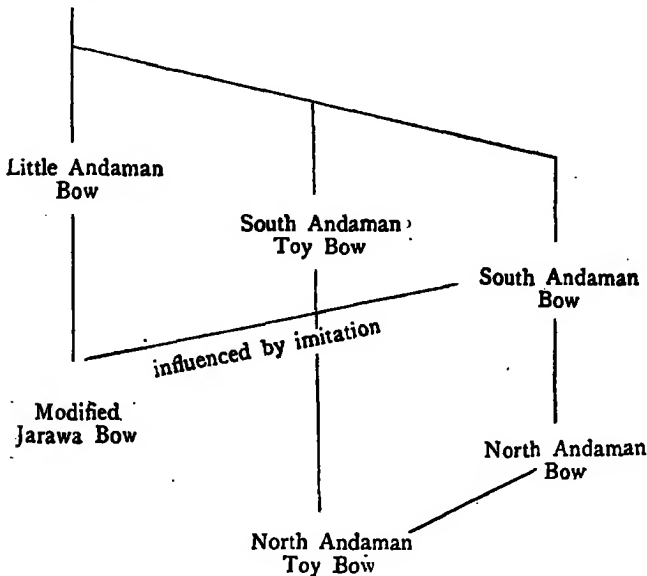 Little Andaman
Bow
South Andaman
Toy Bow
South Andaman
Bow
influenced by imitation
Modified
Jarawa Bow
North Andaman
Bow
North Andaman
Toy Bow